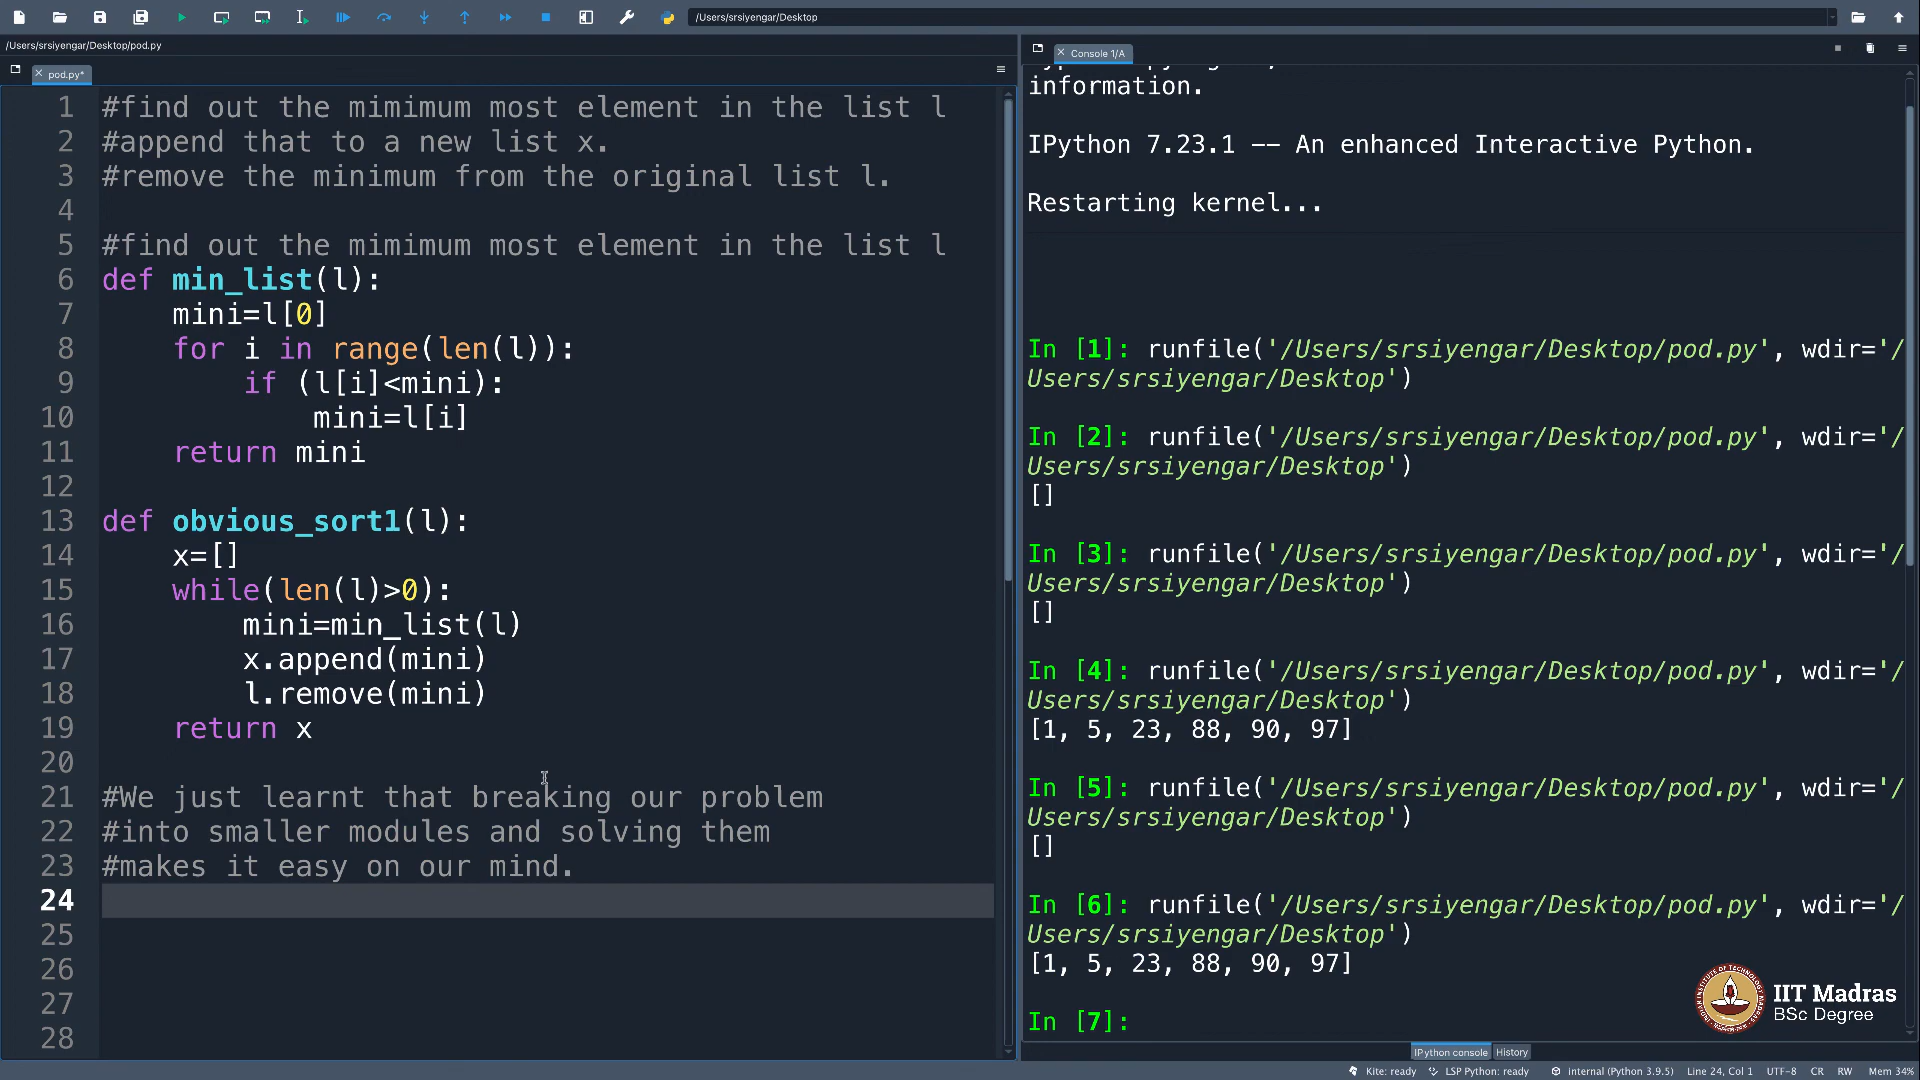 /Users/srsiyengar/Desktop
/Users/srsiyengar/Desktop/pod.py
pod.py*
1 #find out the mimimum most element in the list l
2 #append that to a new list x.
3 #remove the minimum from the original list l.
4
5 #find out the mimimum most element in the list l
6 def min_list(l):
7     mini=l[0]
8     for i in range(len(l)):
9         if (l[i]<mini):
10             mini=l[i]
11     return mini
12
13 def obvious_sort1(l):
14     x=[]
15     while(len(l)>0):
16         mini=min_list(l)
17         x.append(mini)
18         l.remove(mini)
19     return x
20
21 #We just learnt that breaking our problem
22 #into smaller modules and solving them
23 #makes it easy on our mind.
24
25
26
27
28
Console 1/A
information.
IPython 7.23.1 -- An enhanced Interactive Python.
Restarting kernel...
In [1]: runfile('/Users/srsiyengar/Desktop/pod.py', wdir='/
Users/srsiyengar/Desktop')
In [2]: runfile('/Users/srsiyengar/Desktop/pod.py', wdir='/
Users/srsiyengar/Desktop')
[]
In [3]: runfile('/Users/srsiyengar/Desktop/pod.py', wdir='/
Users/srsiyengar/Desktop')
[]
In [4]: runfile('/Users/srsiyengar/Desktop/pod.py', wdir='/
Users/srsiyengar/Desktop')
[1, 5, 23, 88, 90, 97]
In [5]: runfile('/Users/srsiyengar/Desktop/pod.py', wdir='/
Users/srsiyengar/Desktop')
[]
In [6]: runfile('/Users/srsiyengar/Desktop/pod.py', wdir='/
Users/srsiyengar/Desktop')
[1, 5, 23, 88, 90, 97]
In [7]:
IIT Madras
BSc Degree
IPython console History
Kite: ready LSP Python: ready internal (Python 3.9.5) Line 24, Col 1 UTF-8 CR RW Mem 34%